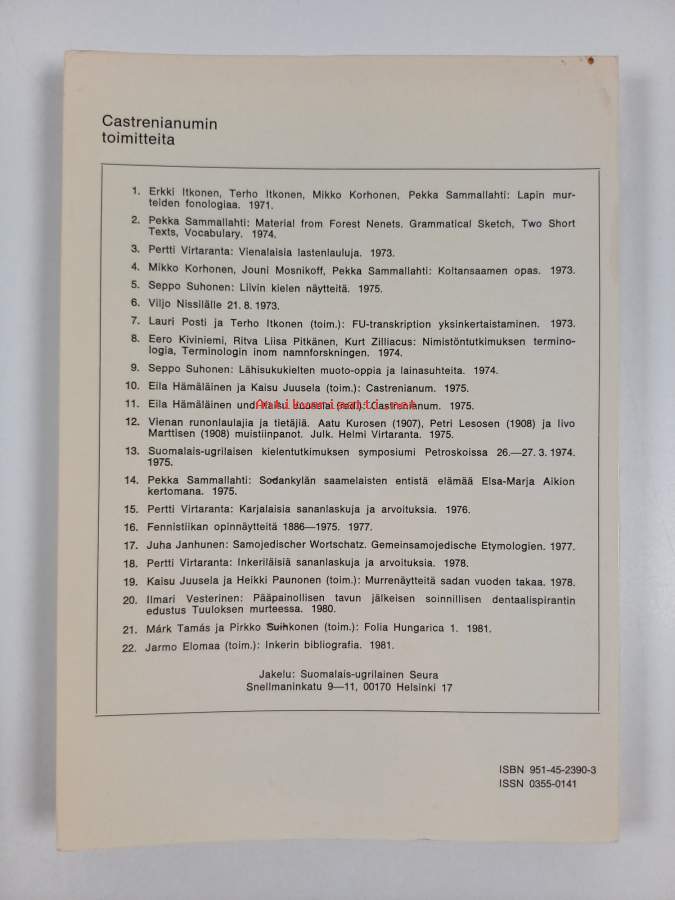 Castrenianumin
toimitteita
1. Erkki Itkonen, Terho Itkonen, Mikko Korhonen, Pekka Sammallahti: Lapin mur-
teiden fonologiaa. 1971.
2. Pekka Sammallahti: Material from Forest Nenets. Grammatical Sketch, Two Short
Texts, Vocabulary. 1974.
3. Pertti Virtaranta: Vienalaisia lastenlauluja. 1973.
4. Mikko Korhonen, Jouni Mosnikoff, Pekka Sammallahti: Koltansaamen opas. 1973.
5. Seppo Suhonen: Liivin kielen näytteitä. 1975.
6. Viljo Nissilälle 21. 8. 1973.
7. Lauri Posti ja Terho Itkonen (toim.): FU-transkription yksinkertaistaminen. 1973.
8. Eero Kiviniemi, Ritva Liisa Pitkänen, Kurt Zilliacus: Nimistöntutkimuksen termino-
logia, Terminologin inom namnforskningen. 1974.
9. Seppo Suhonen: Lähisukukielten muoto-oppia ja lainasuhteita. 1974.
10. Eila Hämäläinen ja Kaisu Juusela (toim.): Castrenianum. 1975.
11. Eila Hämäläinen und Kaisu Juusela (red.): Castrenianum. 1975.
Antikvariaatti.net
12. Vienan runonlaulajia ja tietäjiä. Aatu Kurosen (1907), Petri Lesosen (1908) ja Iivo
Marttisen (1908) muistiinpanot. Julk. Helmi Virtaranta. 1975.
13. Suomalais-ugrilaisen kielentutkimuksen symposiumi Petroskoissa 26.—27. 3. 1974.
1975.
14. Pekka Sammallahti: Sodankylän saamelaisten entistä elämää Elsa-Marja Aikion
kertomana. 1975.
15. Pertti Virtaranta: Karjalaisia sananlaskuja ja arvoituksia. 1976.
16. Fennistiikan opinnäytteitä 1886—1975. 1977.
17. Juha Janhunen: Samojedischer Wortschatz. Gemeinsamojedische Etymologien. 1977.
18. Pertti Virtaranta: Inkeriläisiä sananlaskuja ja arvoituksia. 1978.
19. Kaisu Juusela ja Heikki Paunonen (toim.): Murrenäytteitä sadan vuoden takaa. 1978.
20. Ilmari Vesterinen: Pääpainollisen tavun jälkeisen soinnillisen dentaalispirantin
edustus Tuuloksen murteessa. 1980.
21. Márk Tamás ja Pirkko Suihkonen (toim.): Folia Hungarica 1. 1981.
22. Jarmo Elomaa (toim.): Inkerin bibliografia. 1981.
Jakelu: Suomalais-ugrilainen Seura
Snellmaninkatu 9—11, 00170 Helsinki 17
ISBN 951-45-2390-3
ISSN 0355-0141